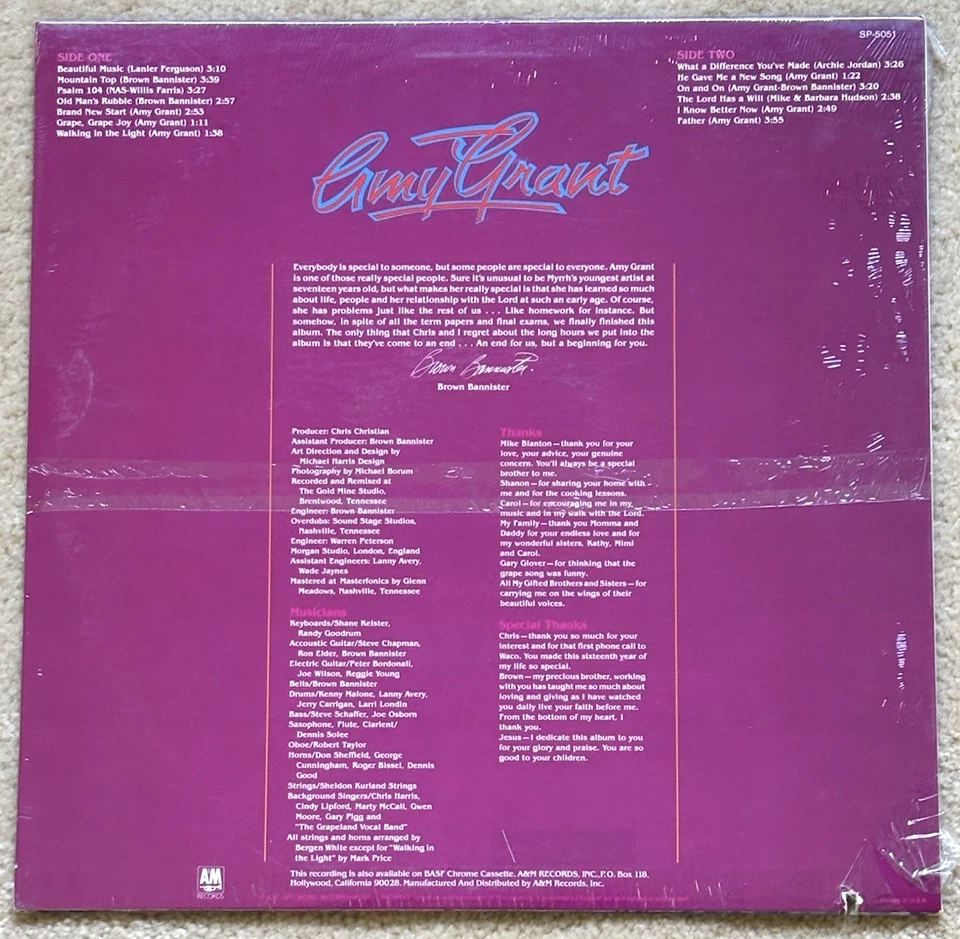 SP-5051
SIDE ONE
Beautiful Music (Lanier Ferguson) 3:10
Mountain Top (Brown Bannister) 3:39
Psalm 104 (NAS-Willis Farris) 3:27
Old Man's Rubble (Brown Bannister) 2:57
Brand New Start (Amy Grant) 2:53
Grape, Grape Joy (Amy Grant) 1:11
Walking in the Light (Amy Grant) 1:38
SIDE TWO
What a Difference You've Made (Archie Jordan) 3:26
He Gave Me a New Song (Amy Grant) 1:22
On and On (Amy Grant-Brown Bannister) 3:20
The Lord Has a Will (Mike & Barbara Hudson) 2:38
I Know Better Now (Amy Grant) 2:49
Father (Amy Grant) 3:55
Amy Grant
Everybody is special to someone, but some people are special to everyone. Amy Grant
is one of those really special people. Sure it's unusual to be Myrrh's youngest artist at
seventeen years old, but what makes her really special is that she has learned so much
about life, people and her relationship with the Lord at such an early age. Of course,
she has problems just like the rest of us . . . Like homework for instance. But
somehow, in spite of all the term papers and final exams, we finally finished this
album. The only thing that Chris and I regret about the long hours we put into the
album is that they've come to an end . . . An end for us, but a beginning for you.
Brown Bannister.
Brown Bannister
Producer: Chris Christian
Assistant Producer: Brown Bannister
Art Direction and Design by
Michael Harris Design
Photography by Michael Borum
Recorded and Remixed at
The Gold Mine Studio,
Brentwood, Tennessee
Engineer: Brown Bannister
Overdubs: Sound Stage Studios,
Nashville, Tennessee
Engineer: Warren Peterson
Morgan Studio, London, England
Assistant Engineers: Lanny Avery,
Wade Jaynes
Mastered at Masterfonics by Glenn
Meadows, Nashville, Tennessee
Musicians
Keyboards/Shane Keister,
Randy Goodrum
Accoustic Guitar/Steve Chapman,
Ron Elder, Brown Bannister
Electric Guitar/Peter Bordonali,
Joe Wilson, Reggie Young
Bells/Brown Bannister
Drums/Kenny Malone, Lanny Avery,
Jerry Carrigan, Larri Londin
Bass/Steve Schaffer, Joe Osborn
Saxophone, Flute, Clarient/
Dennis Solee
Oboe/Robert Taylor
Horns/Don Sheffield, George
Cunningham, Roger Bissel, Dennis
Good
Strings/Sheldon Kurland Strings
Background Singers/Chris Harris,
Cindy Lipford, Marty McCall, Gwen
Moore, Gary Pigg and
"The Grapeland Vocal Band"
All strings and horns arranged by
Bergen White except for "Walking in
the Light" by Mark Price
Thanks
Mike Blanton—thank you for your
love, your advice, your genuine
concern. You'll always be a special
brother to me.
Shanon—for sharing your home with
me and for the cooking lessons.
Carol—for encouraging me in my
music and in my walk with the Lord.
My Family—thank you Momma and
Daddy for your endless love and for
my wonderful sisters, Kathy, Mimi
and Carol.
Gary Glover—for thinking that the
grape song was funny.
All My Gifted Brothers and Sisters—for
carrying me on the wings of their
beautiful voices.
Special Thanks
Chris—thank you so much for your
interest and for that first phone call to
Waco. You made this sixteenth year of
my life so special.
Brown—my precious brother, working
with you has taught me so much about
loving and giving as I have watched
you daily live your faith before me.
From the bottom of my heart, I
thank you.
Jesus—I dedicate this album to you
for your glory and praise. You are so
good to your children.
This recording is also available on BASF Chrome Cassette. A&M RECORDS, INC., P.O. Box 118,
Hollywood, California 90028. Manufactured And Distributed by A&M Records, Inc.
A&M
RECORDS
Printed in U.S.A.